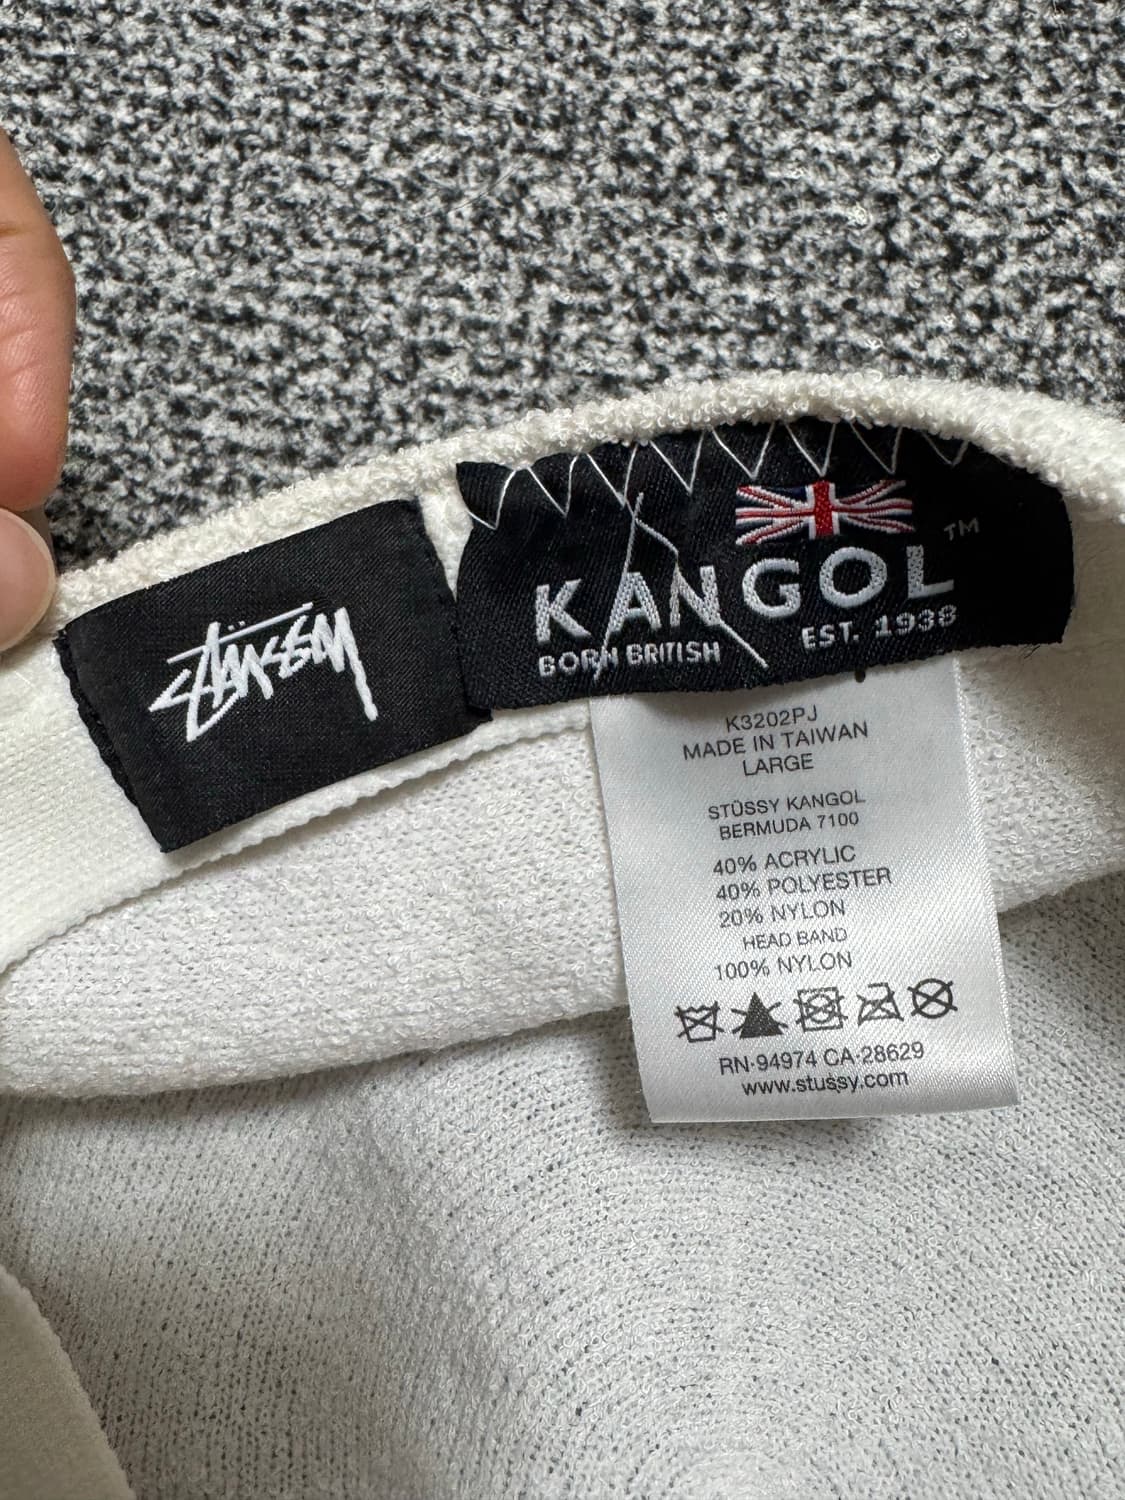 STÜSSY
KANGOL™
BORN BRITISH EST. 1938
K3202PJ
MADE IN TAIWAN
LARGE
STÜSSY KANGOL
BERMUDA 7100
40% ACRYLIC
40% POLYESTER
20% NYLON
HEAD BAND
100% NYLON
RN-94974 CA-28629
www.stussy.com